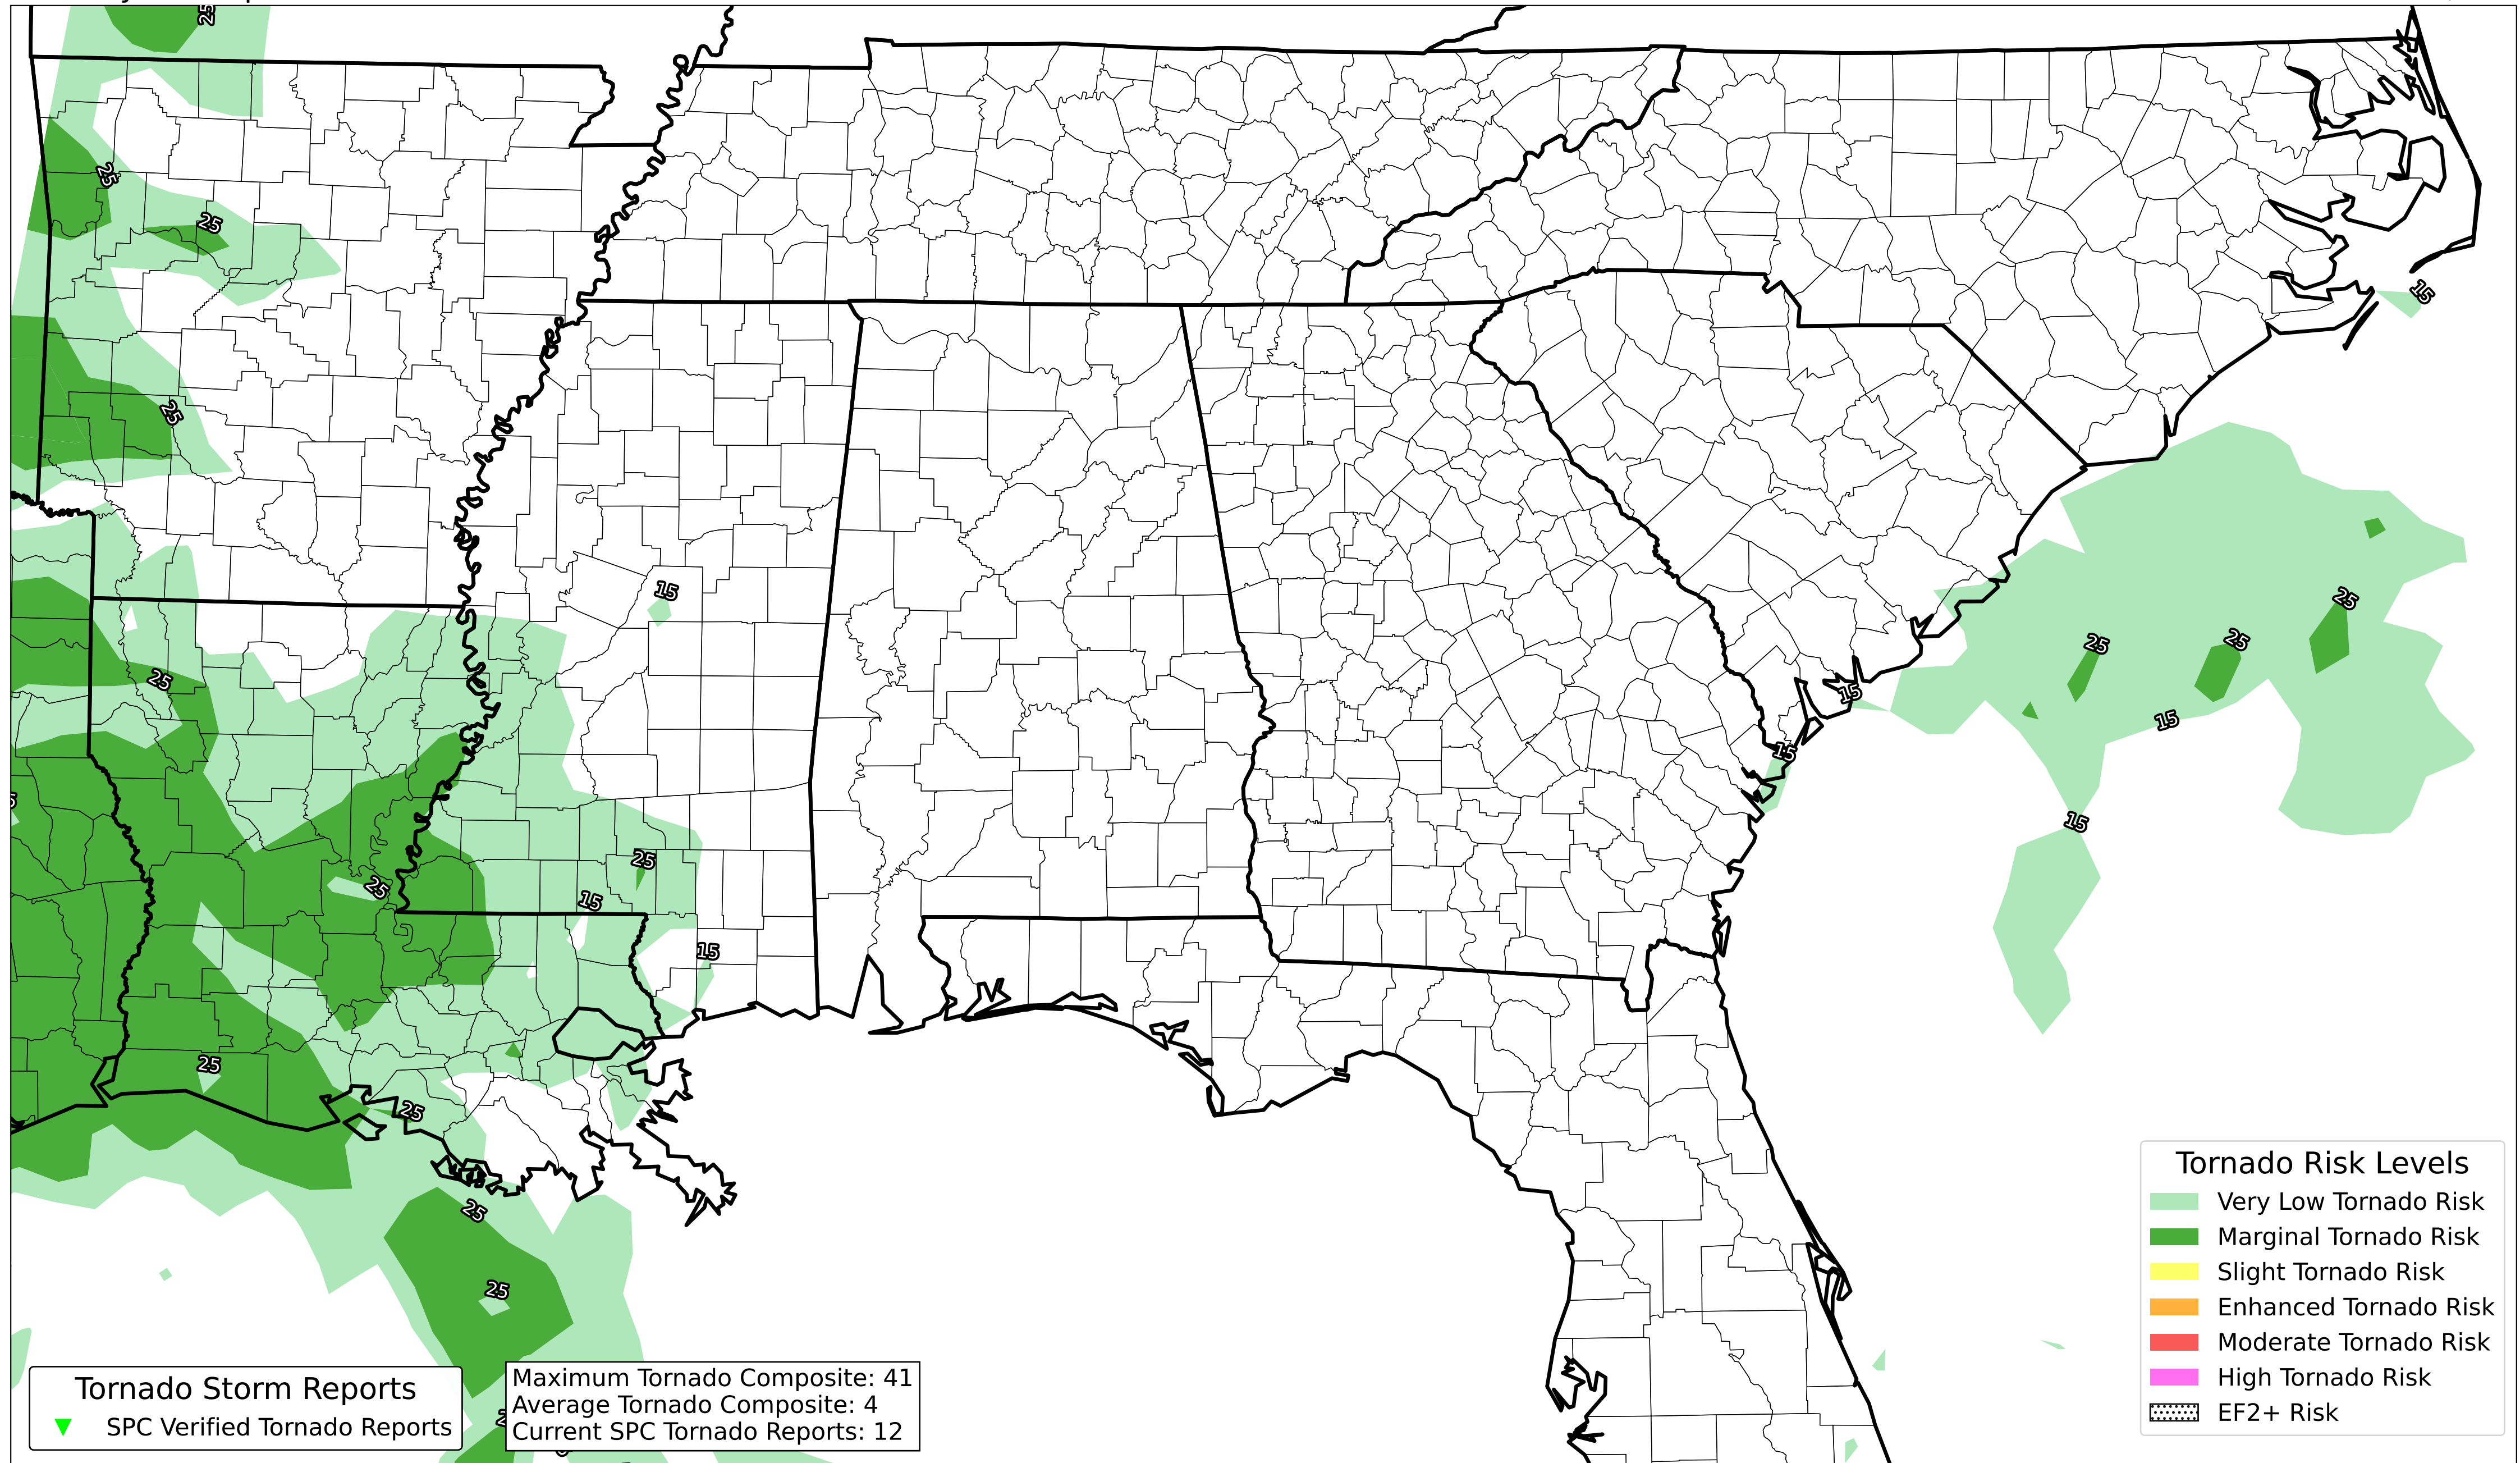 25
25
25
15
25
15
25
25
25
15
25
15
15
15
25
15
25
15
15
25
25
25
25
Tornado Risk Levels
Very Low Tornado Risk
Marginal Tornado Risk
Slight Tornado Risk
Enhanced Tornado Risk
Moderate Tornado Risk
High Tornado Risk
EF2+ Risk
Tornado Storm Reports
SPC Verified Tornado Reports
Maximum Tornado Composite: 41
Average Tornado Composite: 4
Current SPC Tornado Reports: 12